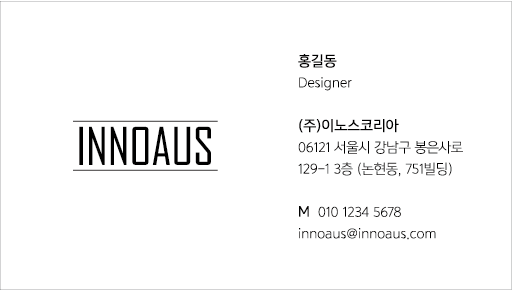 INNOAUS
홍길동
Designer
(주)이노스코리아
06121 서울시 강남구 봉은사로
129-1 3층 (논현동, 751빌딩)
M 010 1234 5678
innoaus@innoaus.com